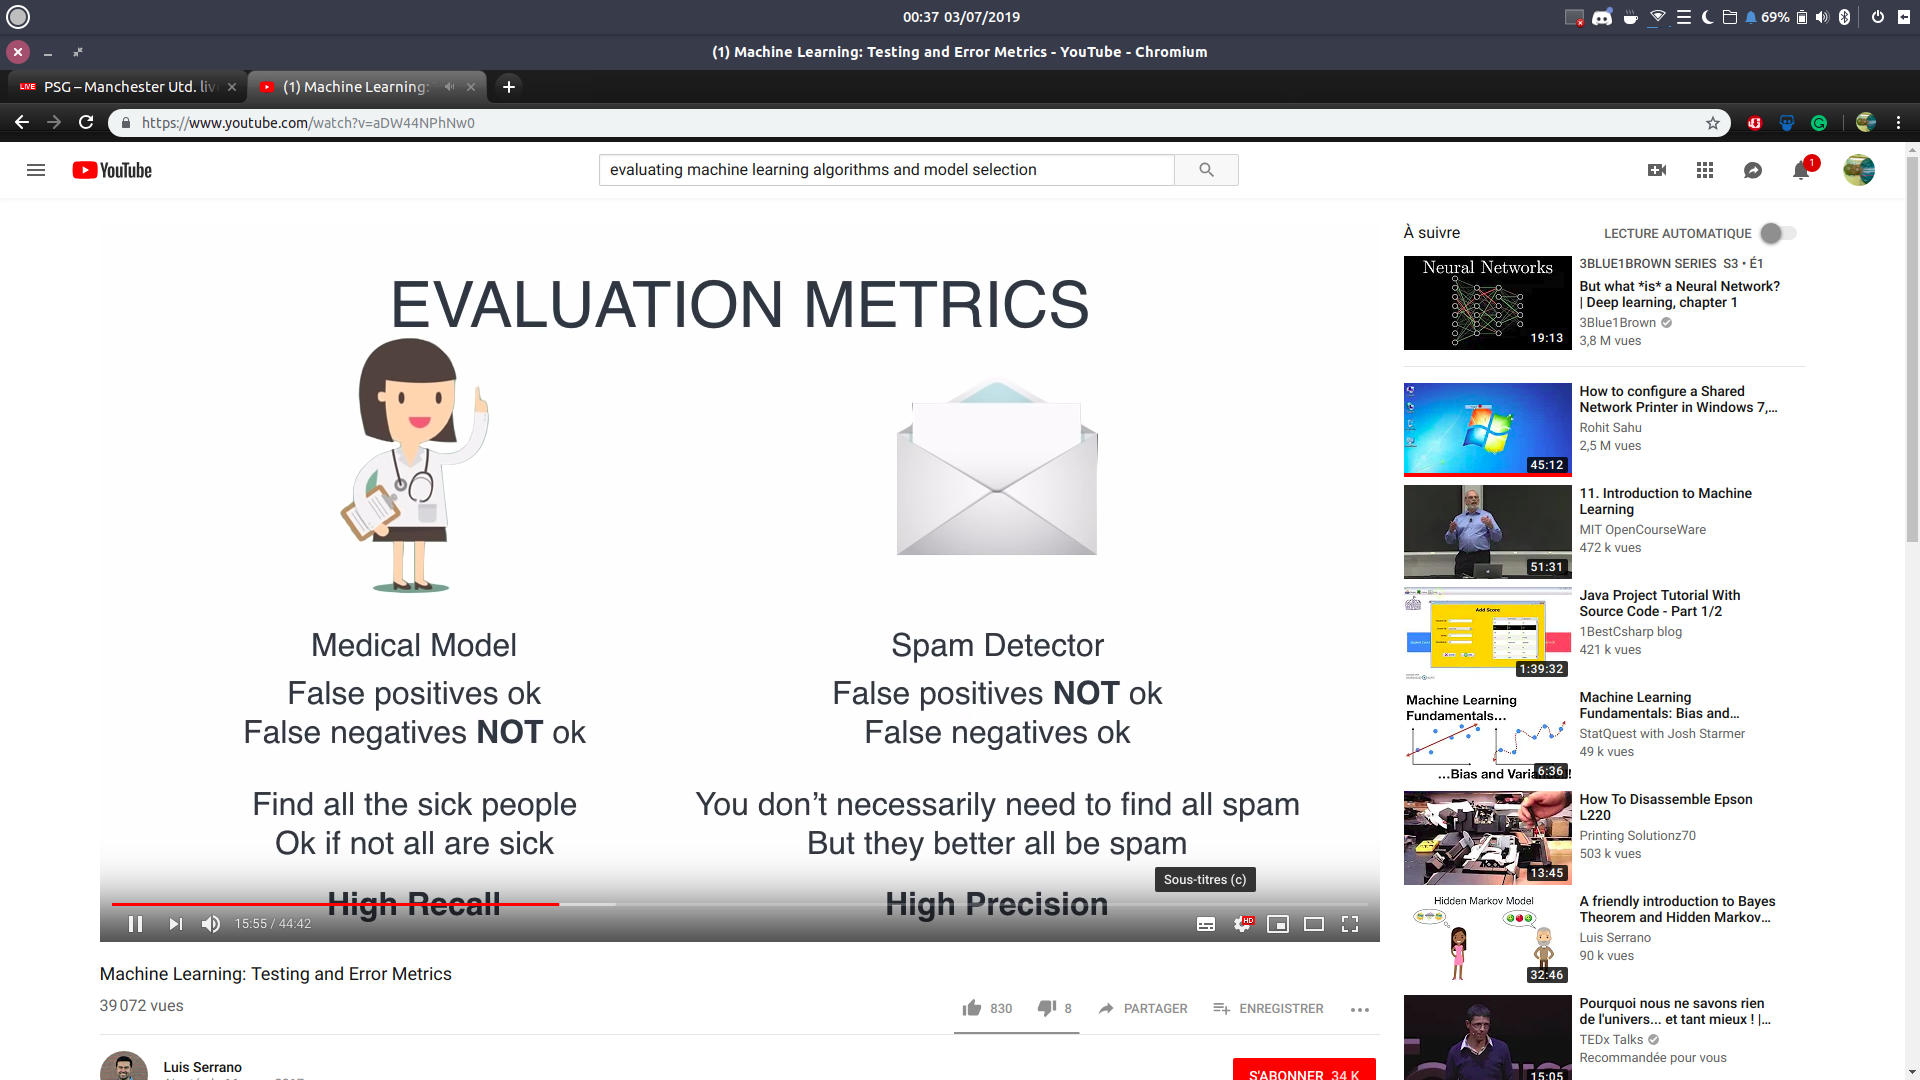 00:37 03/07/2019
69%
(1) Machine Learning: Testing and Error Metrics - YouTube - Chromium
LIVE PSG – Manchester Utd. liv
(1) Machine Learning:
https://www.youtube.com/watch?v=aDW44NPhNw0
YouTube
evaluating machine learning algorithms and model selection
1
EVALUATION METRICS
Medical Model
False positives ok
False negatives NOT ok
Find all the sick people
Ok if not all are sick
High Recall
Spam Detector
False positives NOT ok
False negatives ok
You don’t necessarily need to find all spam
But they better all be spam
High Precision
Sous-titres (c)
15:55 / 44:42
HD
Machine Learning: Testing and Error Metrics
39 072 vues
830
8
PARTAGER
ENREGISTRER
Luis Serrano
S'ABONNER 34 K
À suivre
LECTURE AUTOMATIQUE
Neural Networks
19:13
3BLUE1BROWN SERIES S3 • É1
But what *is* a Neural Network?
| Deep learning, chapter 1
3Blue1Brown
3,8 M vues
45:12
How to configure a Shared
Network Printer in Windows 7,...
Rohit Sahu
2,5 M vues
51:31
11. Introduction to Machine
Learning
MIT OpenCourseWare
472 k vues
Add Score
1:39:32
Java Project Tutorial With
Source Code - Part 1/2
1BestCsharp blog
421 k vues
Machine Learning
Fundamentals...
...Bias and
6:36
Machine Learning
Fundamentals: Bias and...
StatQuest with Josh Starmer
49 k vues
13:45
How To Disassemble Epson
L220
Printing Solutionz70
503 k vues
Hidden Markov Model
32:46
A friendly introduction to Bayes
Theorem and Hidden Markov...
Luis Serrano
90 k vues
15:05
Pourquoi nous ne savons rien
de l'univers... et tant mieux ! |...
TEDx Talks
Recommandée pour vous